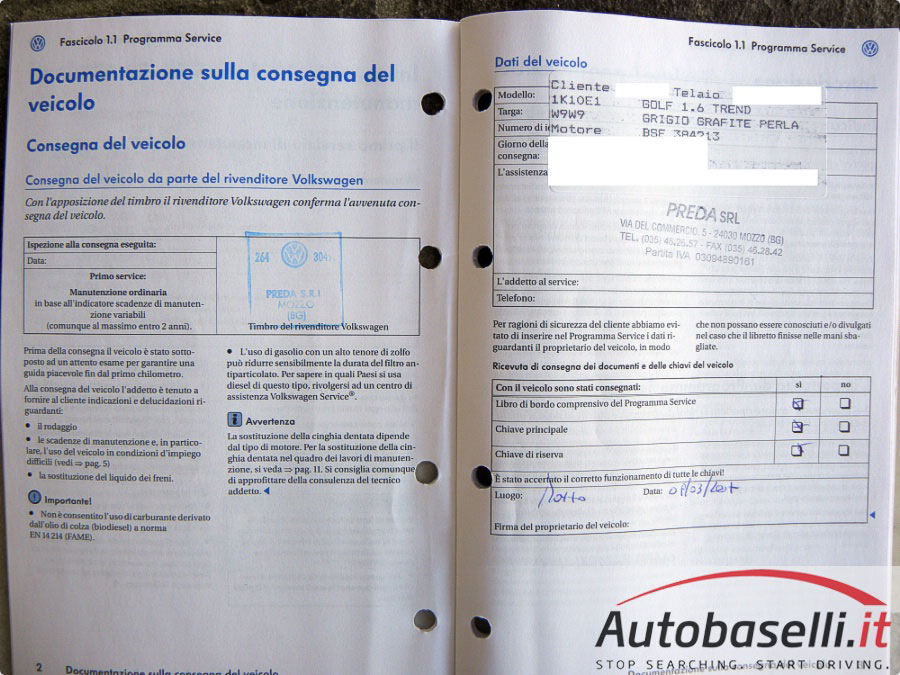 Fascicolo 1.1 Programma Service
Documentazione sulla consegna del
veicolo
Consegna del veicolo
Consegna del veicolo da parte del rivenditore Volkswagen
Con l'apposizione del timbro il rivenditore Volkswagen conferma l'avvenuta con-
segna del veicolo.
Ispezione alla consegna eseguita:
Data:
Primo service:
Manutenzione ordinaria
in base all'indicatore scadenze di manuten-
zione variabili
(comunque al massimo entro 2 anni).
264 304
PREDA S.R.L
MOZZO
(BG)
Timbro del rivenditore Volkswagen
Prima della consegna il veicolo è stato sotto-
posto ad un attento esame per garantire una
guida piacevole fin dal primo chilometro.
Alla consegna del veicolo l'addetto è tenuto a
fornire al cliente indicazioni e delucidazioni ri-
guardanti:
• il rodaggio
• le scadenze di manutenzione e, in particol-
lare, l'uso del veicolo in condizioni d'impiego
difficili (vedi ⇒ pag. 5)
• la sostituzione del liquido dei freni.
Importante!
• Non è consentito l'uso di carburante derivato
dall'olio di colza (biodiesel) a norma
EN 14 214 (FAME).
• L'uso di gasolio con un alto tenore di zolfo
può ridurre sensibilmente la durata del filtro an-
tiparticolato. Per sapere in quali Paesi si usa
diesel di questo tipo, rivolgersi ad un centro di
assistenza Volkswagen Service®.
i Avvertenza
La sostituzione della cinghia dentata dipende
dal tipo di motore. Per la sostituzione della cin-
ghia dentata nel quadro dei lavori di manuten-
zione, si veda ⇒ pag. 11. Si consiglia comunque
di approfittare della consulenza del tecnico
addetto.
2 Documentazione sulla consegna del veicolo
Fascicolo 1.1 Programma Service
Dati del veicolo
Cliente Telaio
Modello: 1K10E1 GOLF 1.6 TREND
Targa: W9W9 GRIGIO GRAFITE PERLA
Numero di Motore BSF 384213
Giorno della
consegna:
L'assistenza
PREDA SRL
VIA DEL COMMERCIO, 5 - 24030 MOZZO (BG)
TEL. (035) 46.26.57 - FAX (035) 46.28.42
Partita IVA 03094890161
L'addetto al service:
Telefono:
Per ragioni di sicurezza del cliente abbiamo evi-
tato di inserire nel Programma Service i dati ri-
guardanti il proprietario del veicolo, in modo
che non possano essere conosciuti e/o divulgati
nel caso che il libretto finisse nelle mani sba-
gliate.
Ricevuta di consegna dei documenti e delle chiavi del veicolo
Con il veicolo sono stati consegnati: sì no
Libro di bordo comprensivo del Programma Service
Chiave principale
Chiave di riserva
È stato accertato il corretto funzionamento di tutte le chiavi!
Luogo: Data:
Firma del proprietario del veicolo:
Autobaselli.it
STOP SEARCHING. START DRIVING.